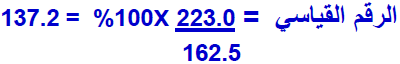 الرقم القياسي = 223.0 X100% = 137.2
162.5